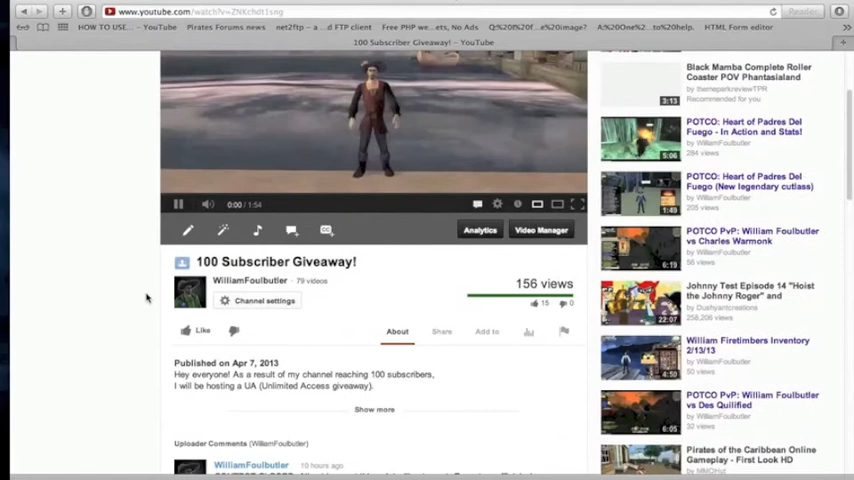 www.youtube.com/watch?v=ZNKchdt1sng
Reader
HOW TO USE... – YouTube
Pirates Forums news
net2ftp – a ...d FTP client
Free PHP we...ts, No Ads
Q:%20f%20f...e%20image?
A:%20One...%20to%20help.
HTML Form editor
100 Subscriber Giveaway! – YouTube
0:00 / 1:54
Analytics
Video Manager
100 Subscriber Giveaway!
WilliamFoulbutler · 79 videos
Channel settings
156 views
15 0
Like
About
Share
Add to
Published on Apr 7, 2013
Hey everyone! As a result of my channel reaching 100 subscribers,
I will be hosting a UA (Unlimited Access giveaway).
Show more
Uploader Comments (WilliamFoulbutler)
WilliamFoulbutler 10 hours ago
3:13
Black Mamba Complete Roller
Coaster POV Phantasialand
by themeparkreviewTPR
Recommended for you
5:06
POTCO: Heart of Padres Del
Fuego - In Action and Stats!
by WilliamFoulbutler
284 views
1:49
POTCO: Heart of Padres Del
Fuego (New legendary cutlass)
by WilliamFoulbutler
205 views
6:19
POTCO PvP: William Foulbutler
vs Charles Warmonk
by WilliamFoulbutler
56 views
22:07
Johnny Test Episode 14 "Hoist
the Johnny Roger" and
by Dushyantcreations
258,206 views
4:50
William Firetimbers Inventory
2/13/13
by WilliamFoulbutler
50 views
6:05
POTCO PvP: William Foulbutler
vs Des Quilified
by WilliamFoulbutler
32 views
Pirates of the Caribbean Online
Gameplay - First Look HD
by MMOHut